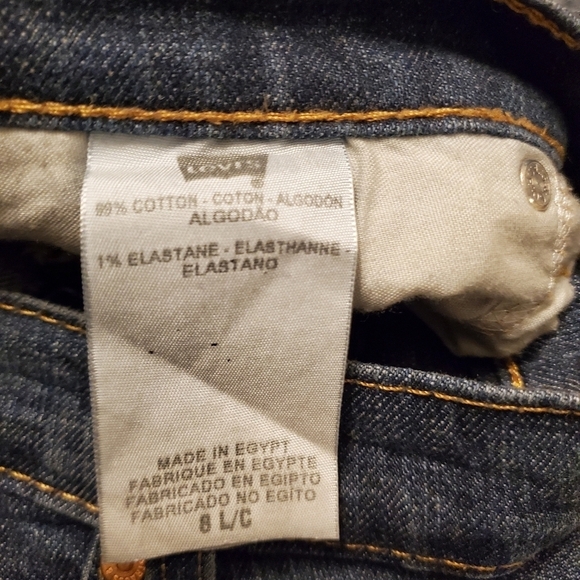 LEVI'S
99% COTTON - COTON - ALGODÓN
ALGODÃO
1% ELASTANE - ELASTHANNE -
ELASTANO
MADE IN EGYPT
FABRIQUE EN EGYPTE
FABRICADO EN EGIPTO
FABRICADO NO EGÍTO
8 L/C